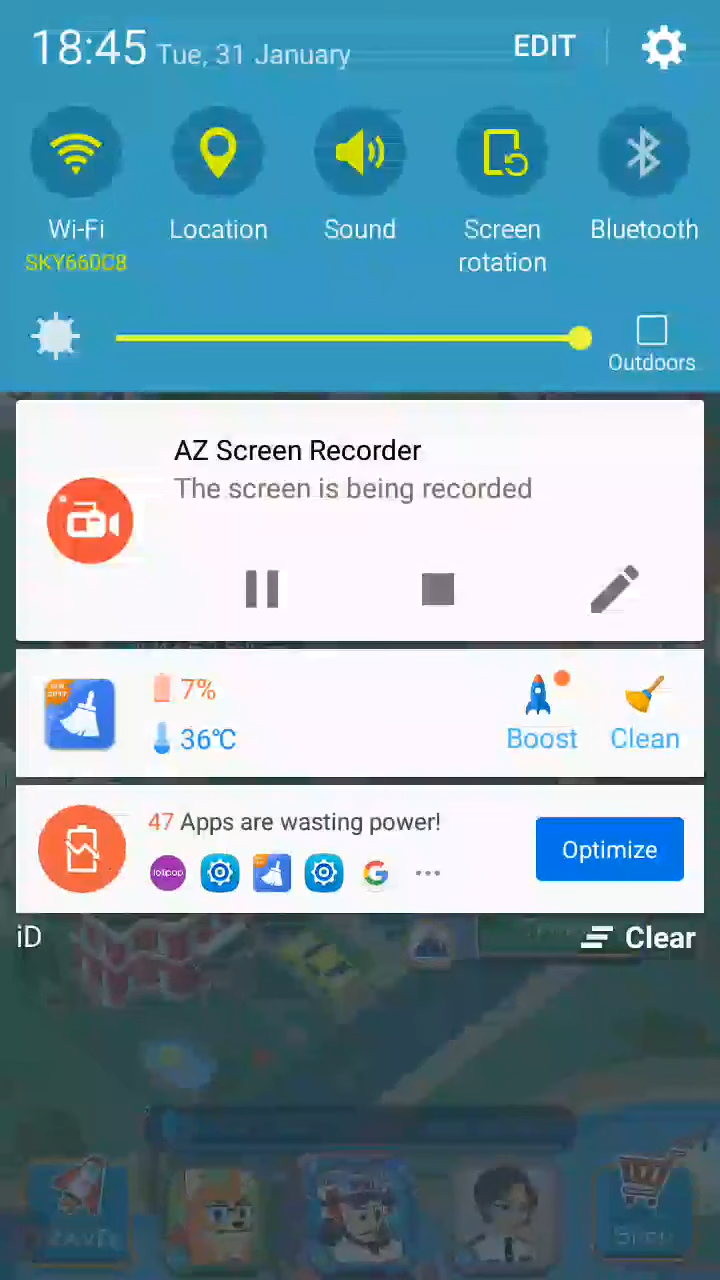 18:45 Tue, 31 January EDIT
Wi-Fi Location Sound Screen rotation Bluetooth
SKY660C8
Outdoors
AZ Screen Recorder
The screen is being recorded
7%
36°C
Boost Clean
47 Apps are wasting power!
lollipop
Optimize
iD Clear